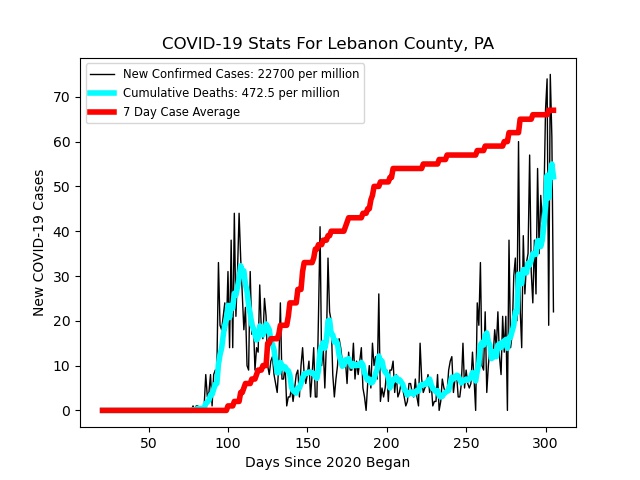 COVID-19 Stats For Lebanon County, PA
New Confirmed Cases: 22700 per million
Cumulative Deaths: 472.5 per million
7 Day Case Average
New COVID-19 Cases
70
60
50
40
30
20
10
0
50 100 150 200 250 300
Days Since 2020 Began